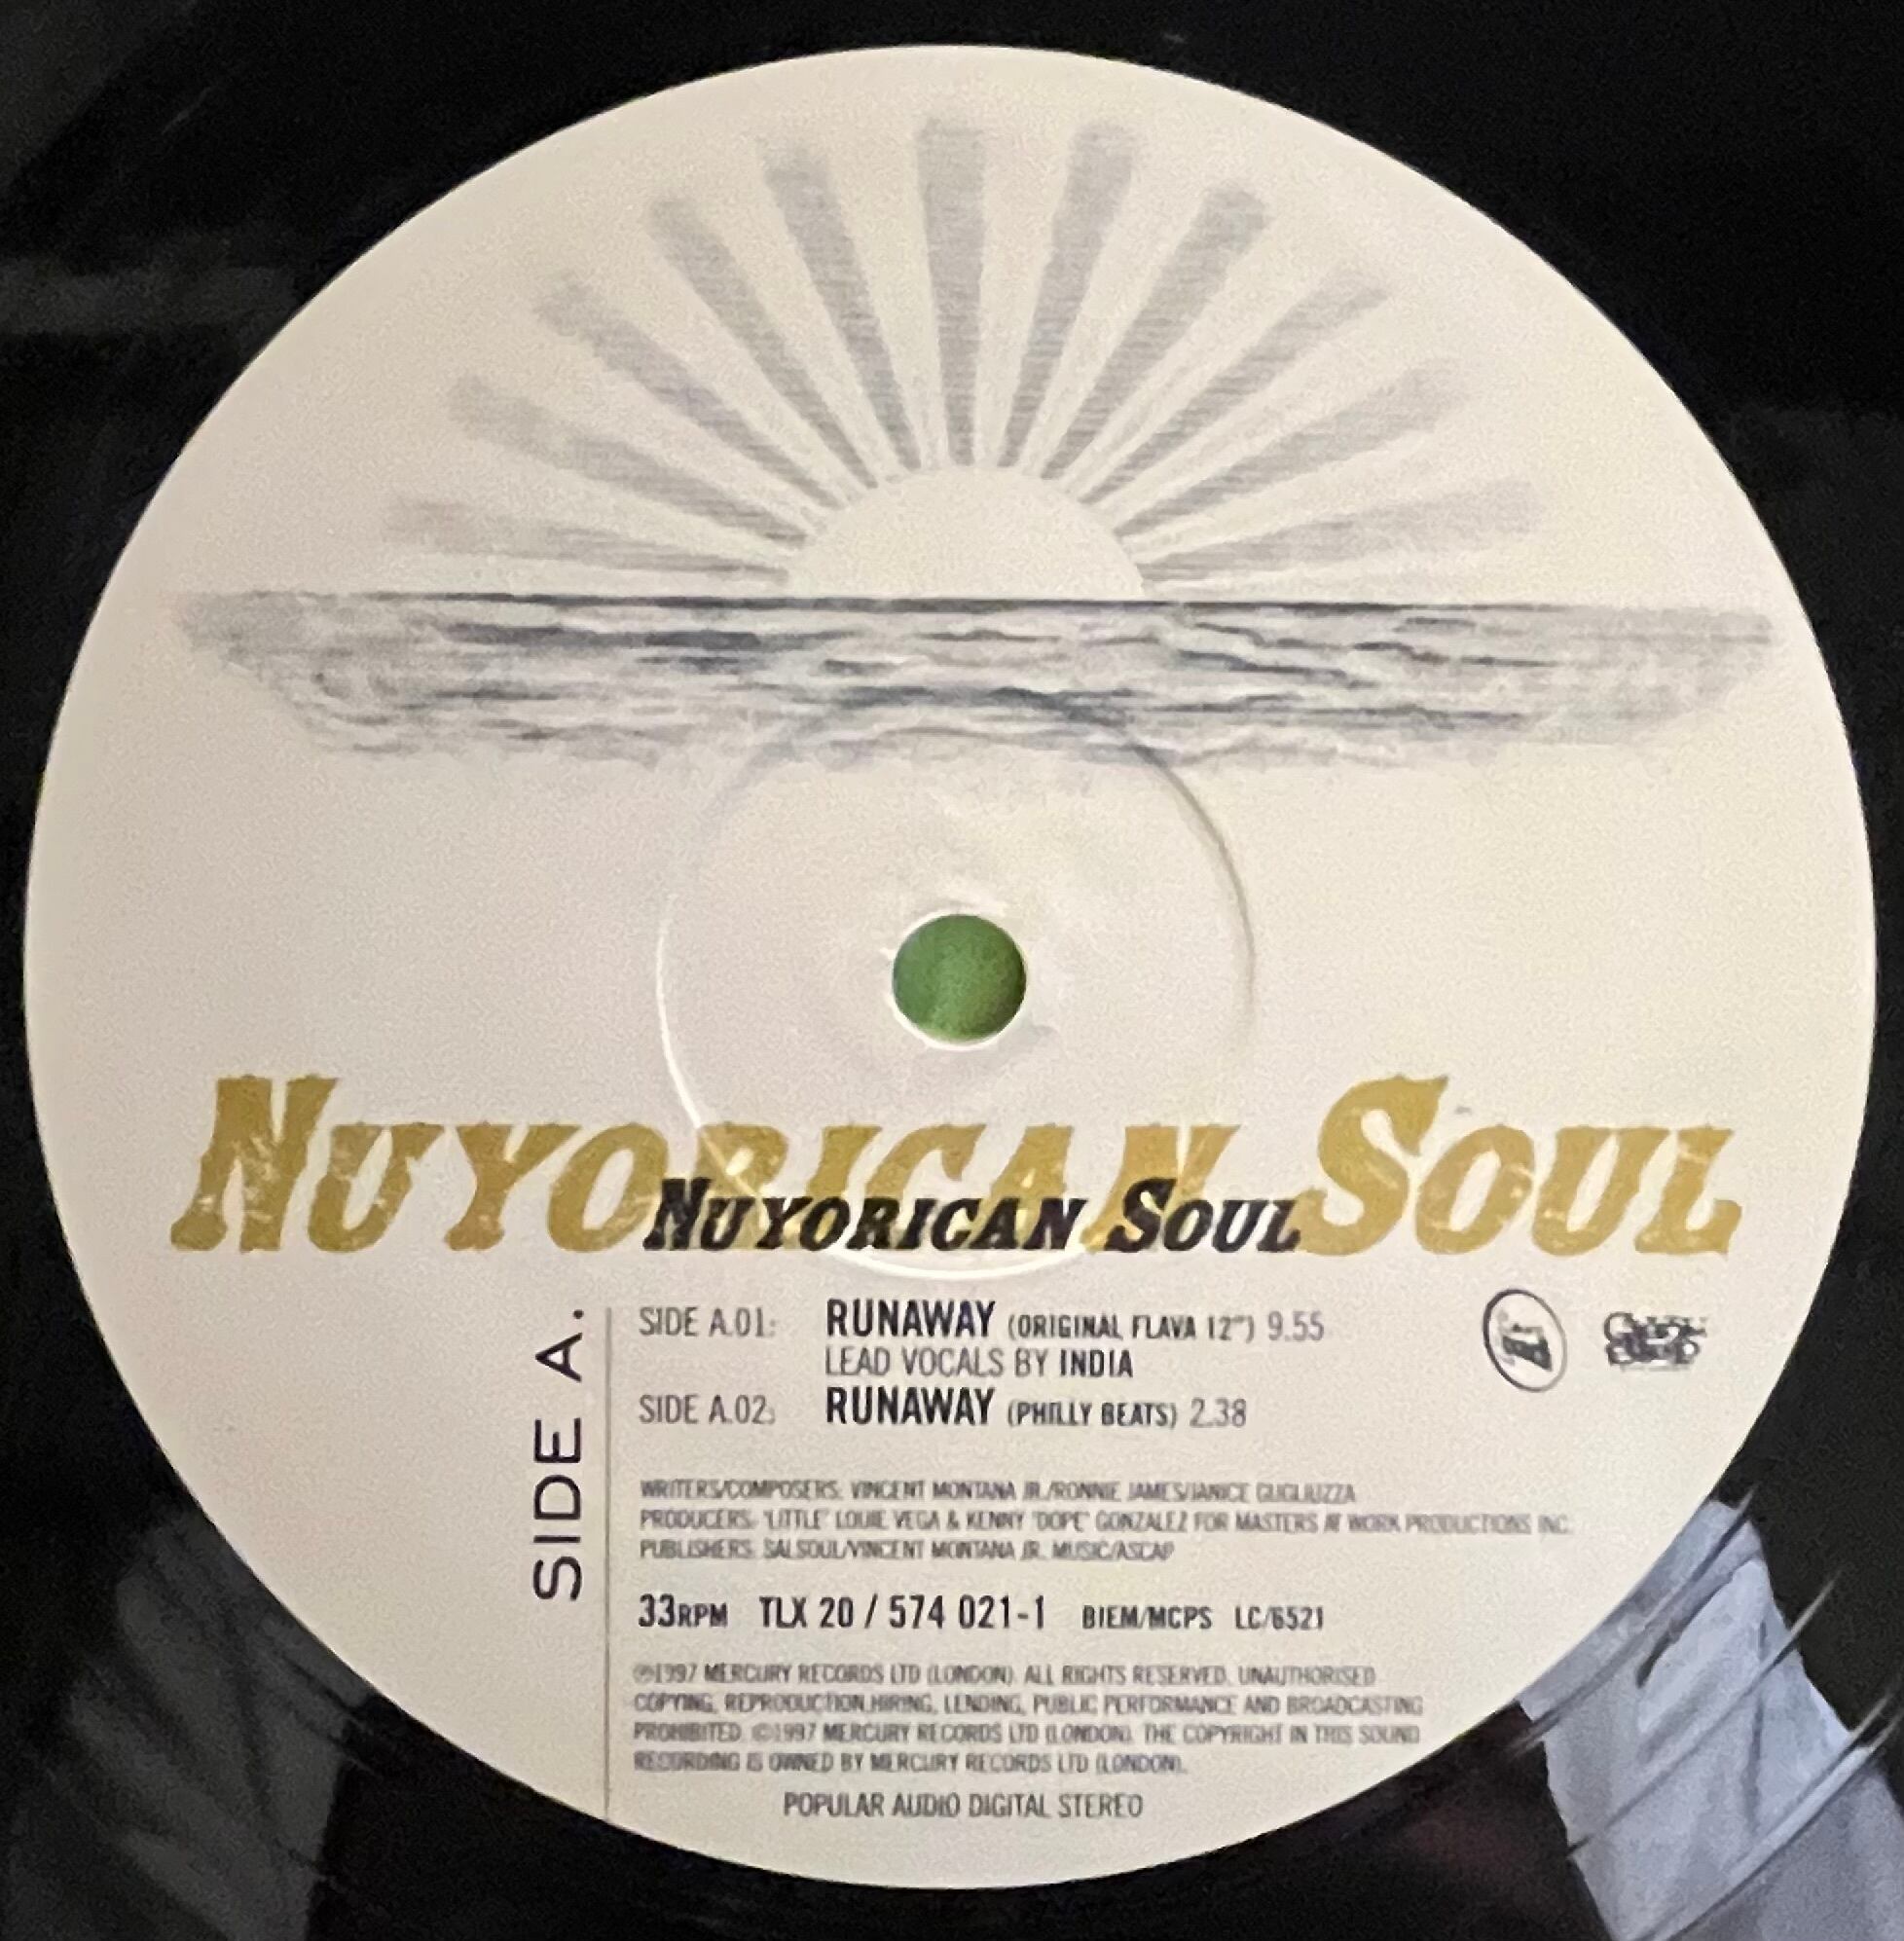 NUYORICAN SOUL
NUYORICAN SOUL
SIDE A.
SIDE A.01: RUNAWAY (ORIGINAL FLAVA 12") 9.55
LEAD VOCALS BY INDIA
SIDE A.02: RUNAWAY (PHILLY BEATS) 2.38
WRITERS/COMPOSERS: VINCENT MONTANA JR./RONNIE JAMES/JANICE GUGLIUZZA
PRODUCERS: 'LITTLE' LOUIE VEGA & KENNY 'DOPE' GONZALEZ FOR MASTERS AT WORK PRODUCTIONS INC.
PUBLISHERS: SALSOUL/VINCENT MONTANA JR. MUSIC/ASCAP
33RPM TLX 20 / 574 021-1 BIEM/MCPS LC/6521
℗1997 MERCURY RECORDS LTD (LONDON). ALL RIGHTS RESERVED. UNAUTHORISED
COPYING, REPRODUCTION, HIRING, LENDING, PUBLIC PERFORMANCE AND BROADCASTING
PROHIBITED. ©1997 MERCURY RECORDS LTD (LONDON). THE COPYRIGHT IN THIS SOUND
RECORDING IS OWNED BY MERCURY RECORDS LTD (LONDON).
POPULAR AUDIO DIGITAL STEREO